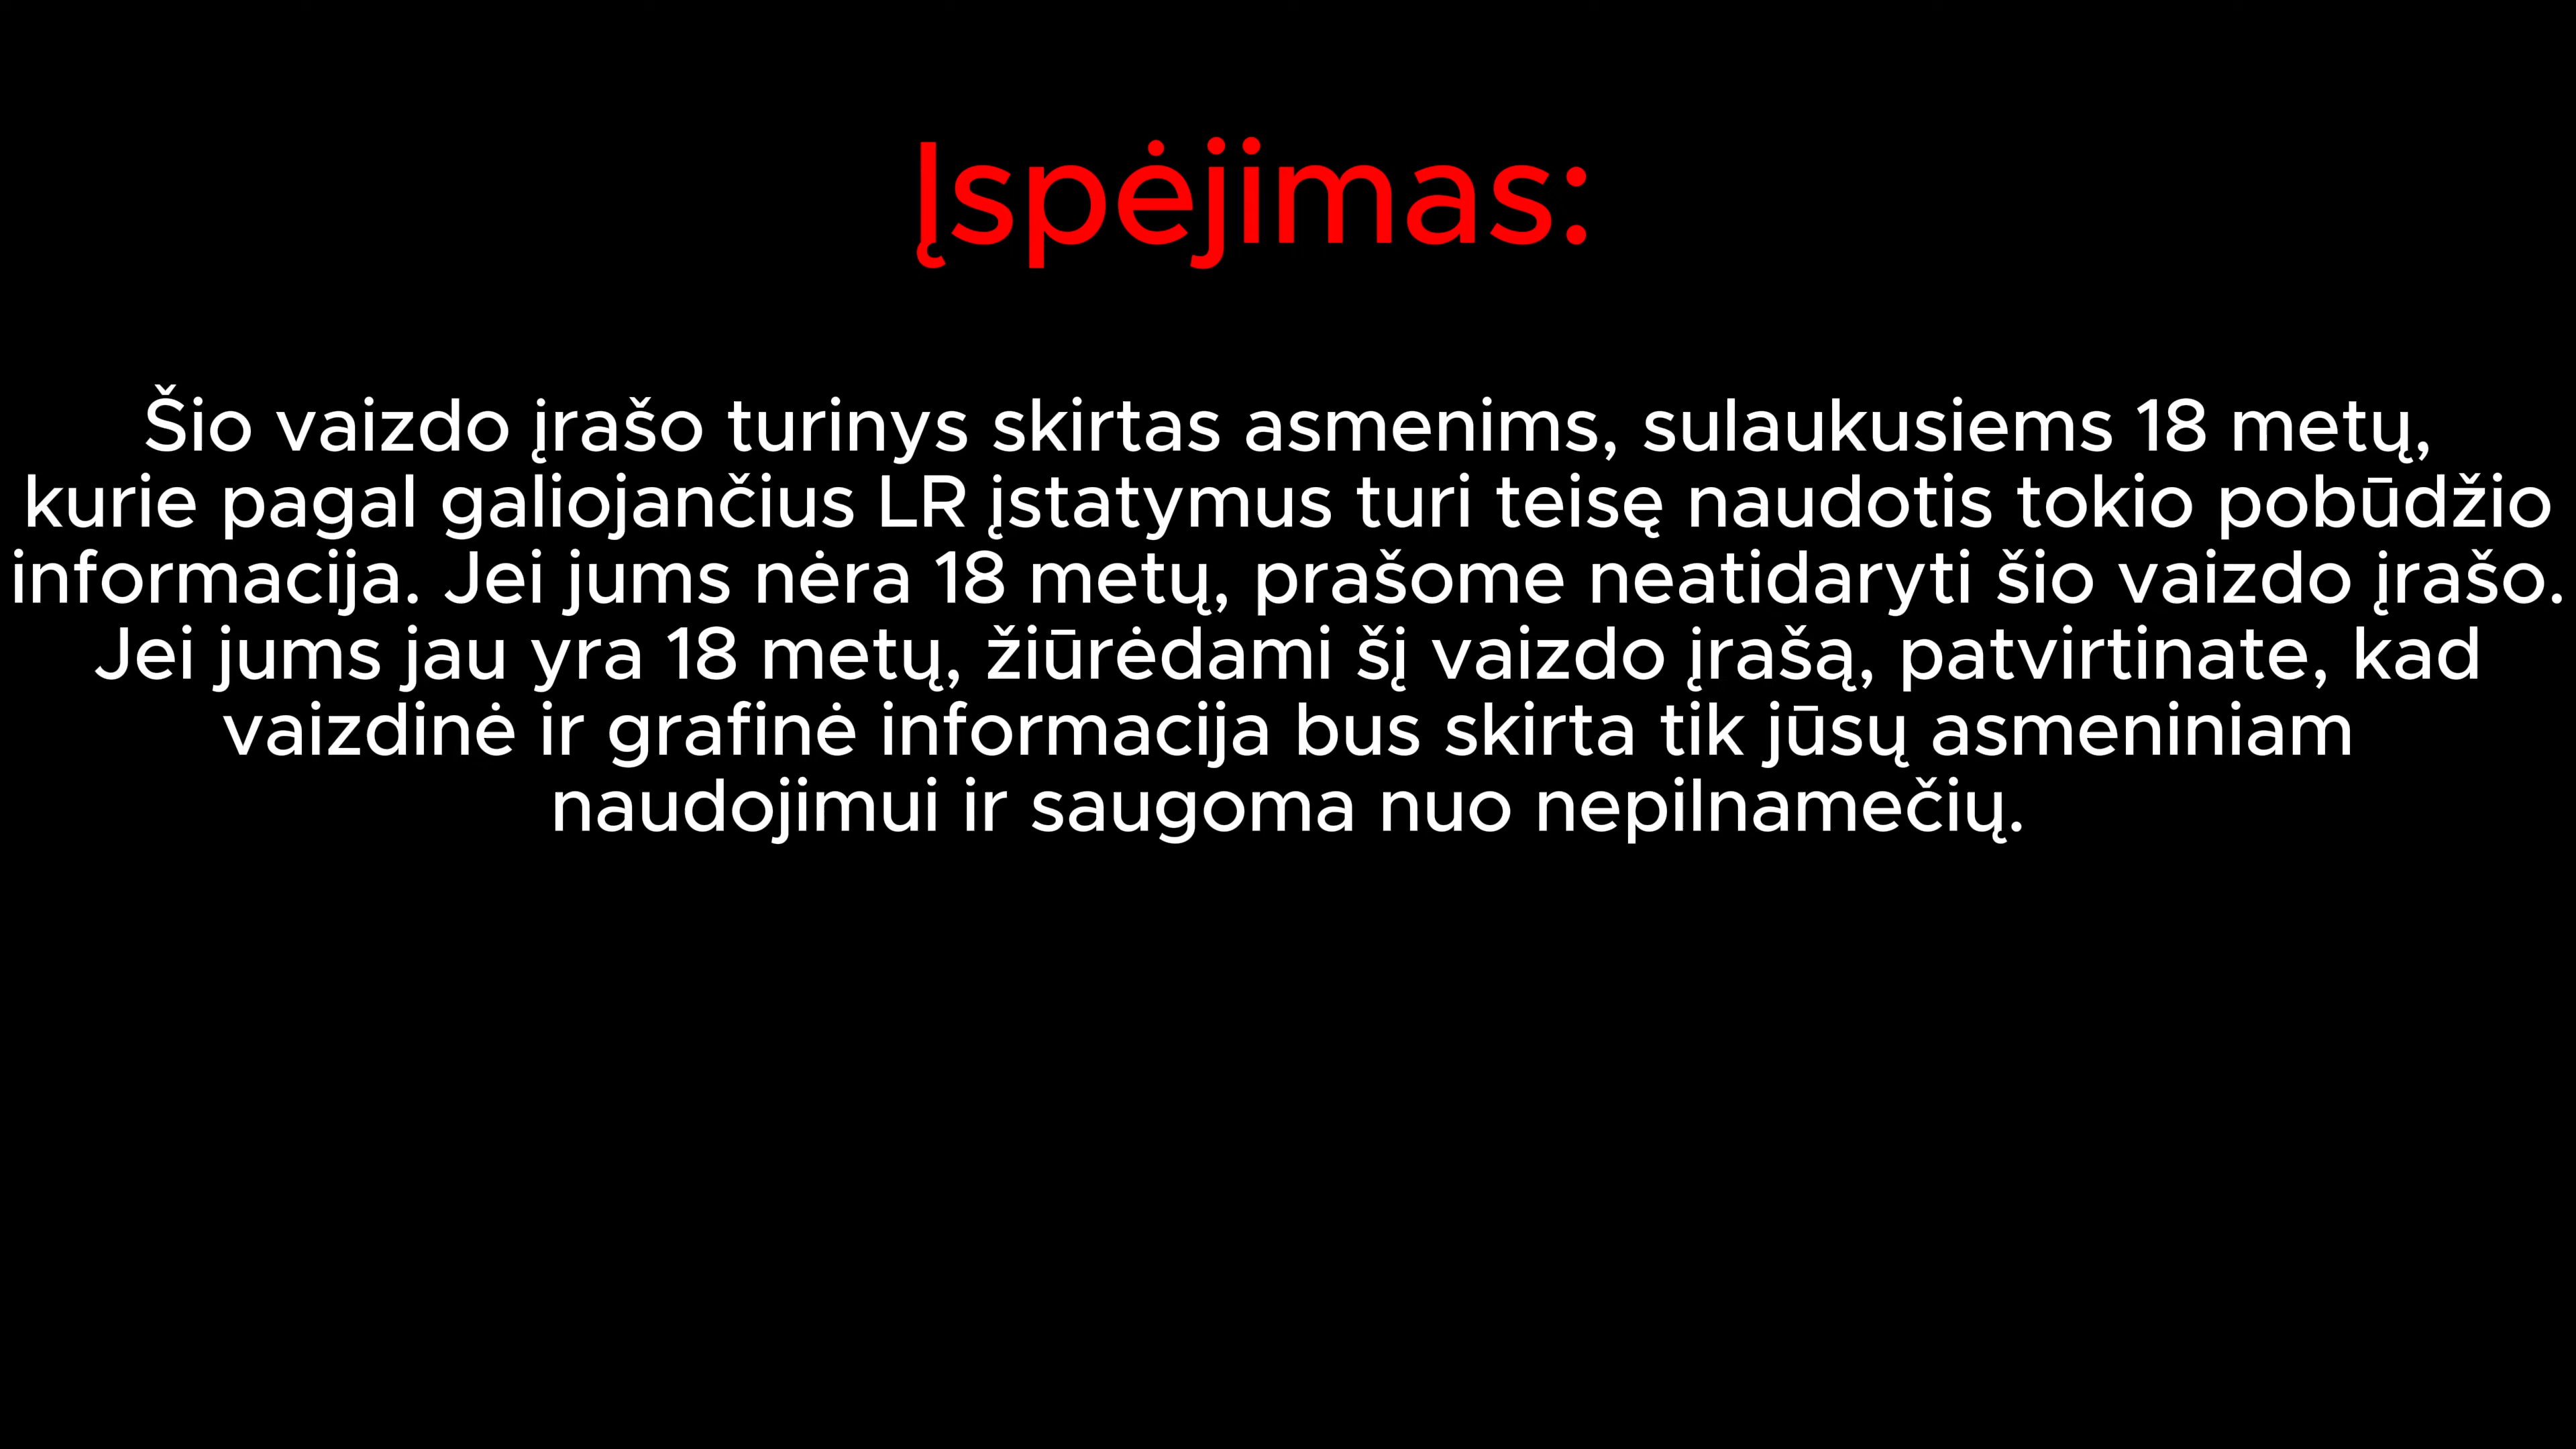 Įspėjimas:
Šio vaizdo įrašo turinys skirtas asmenims, sulaukusiems 18 metų,
kurie pagal galiojančius LR įstatymus turi teisę naudotis tokio pobūdžio
informacija. Jei jums nėra 18 metų, prašome neatidaryti šio vaizdo įrašo.
Jei jums jau yra 18 metų, žiūrėdami šį vaizdo įrašą, patvirtinate, kad
vaizdinė ir grafinė informacija bus skirta tik jūsų asmeniniam
naudojimui ir saugoma nuo nepilnamečių.